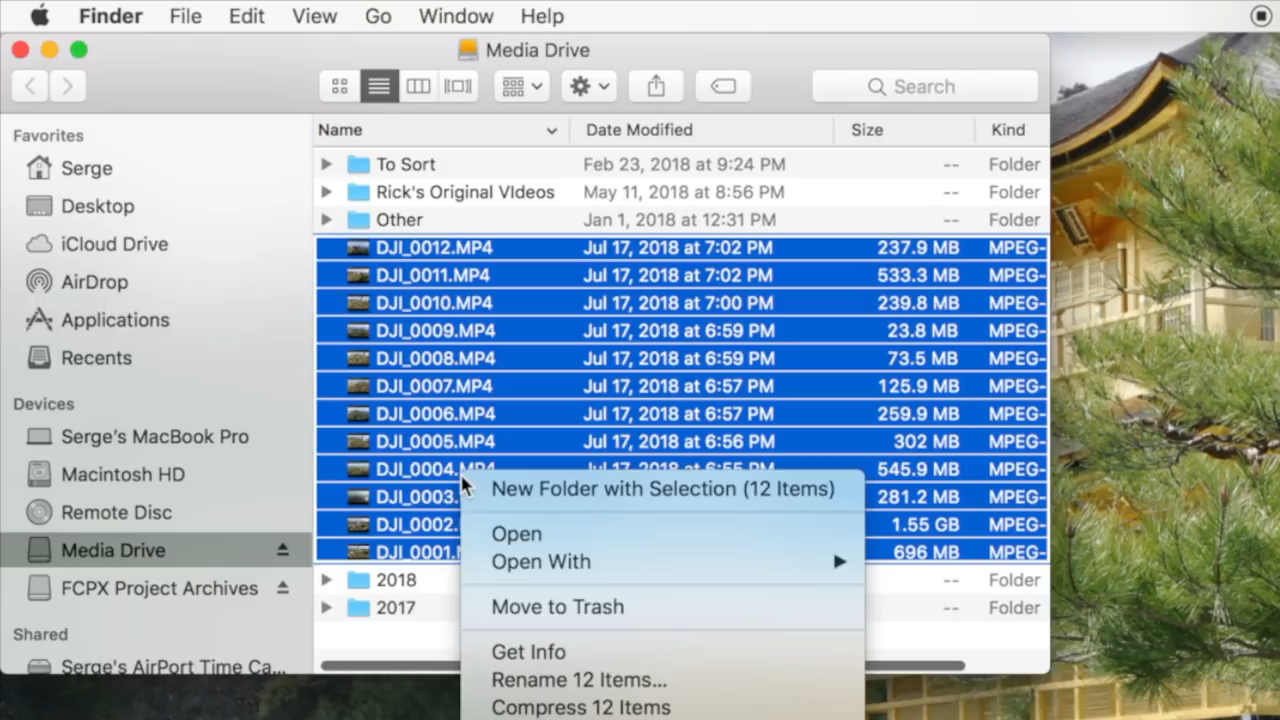 Finder File Edit View Go Window Help
Media Drive
Search
Favorites
Serge
Desktop
iCloud Drive
AirDrop
Applications
Recents
Devices
Serge's MacBook Pro
Macintosh HD
Remote Disc
Media Drive
FCPX Project Archives
Shared
Serge's AirPort Time Ca...
Name Date Modified Size Kind
To Sort Feb 23, 2018 at 9:24 PM -- Folder
Rick's Original VIdeos May 11, 2018 at 8:56 PM -- Folder
Other Jan 1, 2018 at 12:31 PM -- Folder
DJI_0012.MP4 Jul 17, 2018 at 7:02 PM 237.9 MB MPEG-
DJI_0011.MP4 Jul 17, 2018 at 7:02 PM 533.3 MB MPEG-
DJI_0010.MP4 Jul 17, 2018 at 7:00 PM 239.8 MB MPEG-
DJI_0009.MP4 Jul 17, 2018 at 6:59 PM 23.8 MB MPEG-
DJI_0008.MP4 Jul 17, 2018 at 6:59 PM 73.5 MB MPEG-
DJI_0007.MP4 Jul 17, 2018 at 6:57 PM 125.9 MB MPEG-
DJI_0006.MP4 Jul 17, 2018 at 6:57 PM 259.9 MB MPEG-
DJI_0005.MP4 Jul 17, 2018 at 6:56 PM 302 MB MPEG-
DJI_0004.MP4 Jul 17, 2018 at 6:55 PM 545.9 MB MPEG-
DJI_0003. 281.2 MB MPEG-
DJI_0002. 1.55 GB MPEG-
DJI_0001. 696 MB MPEG-
2018 -- Folder
2017 -- Folder
New Folder with Selection (12 Items)
Open
Open With
Move to Trash
Get Info
Rename 12 Items...
Compress 12 Items